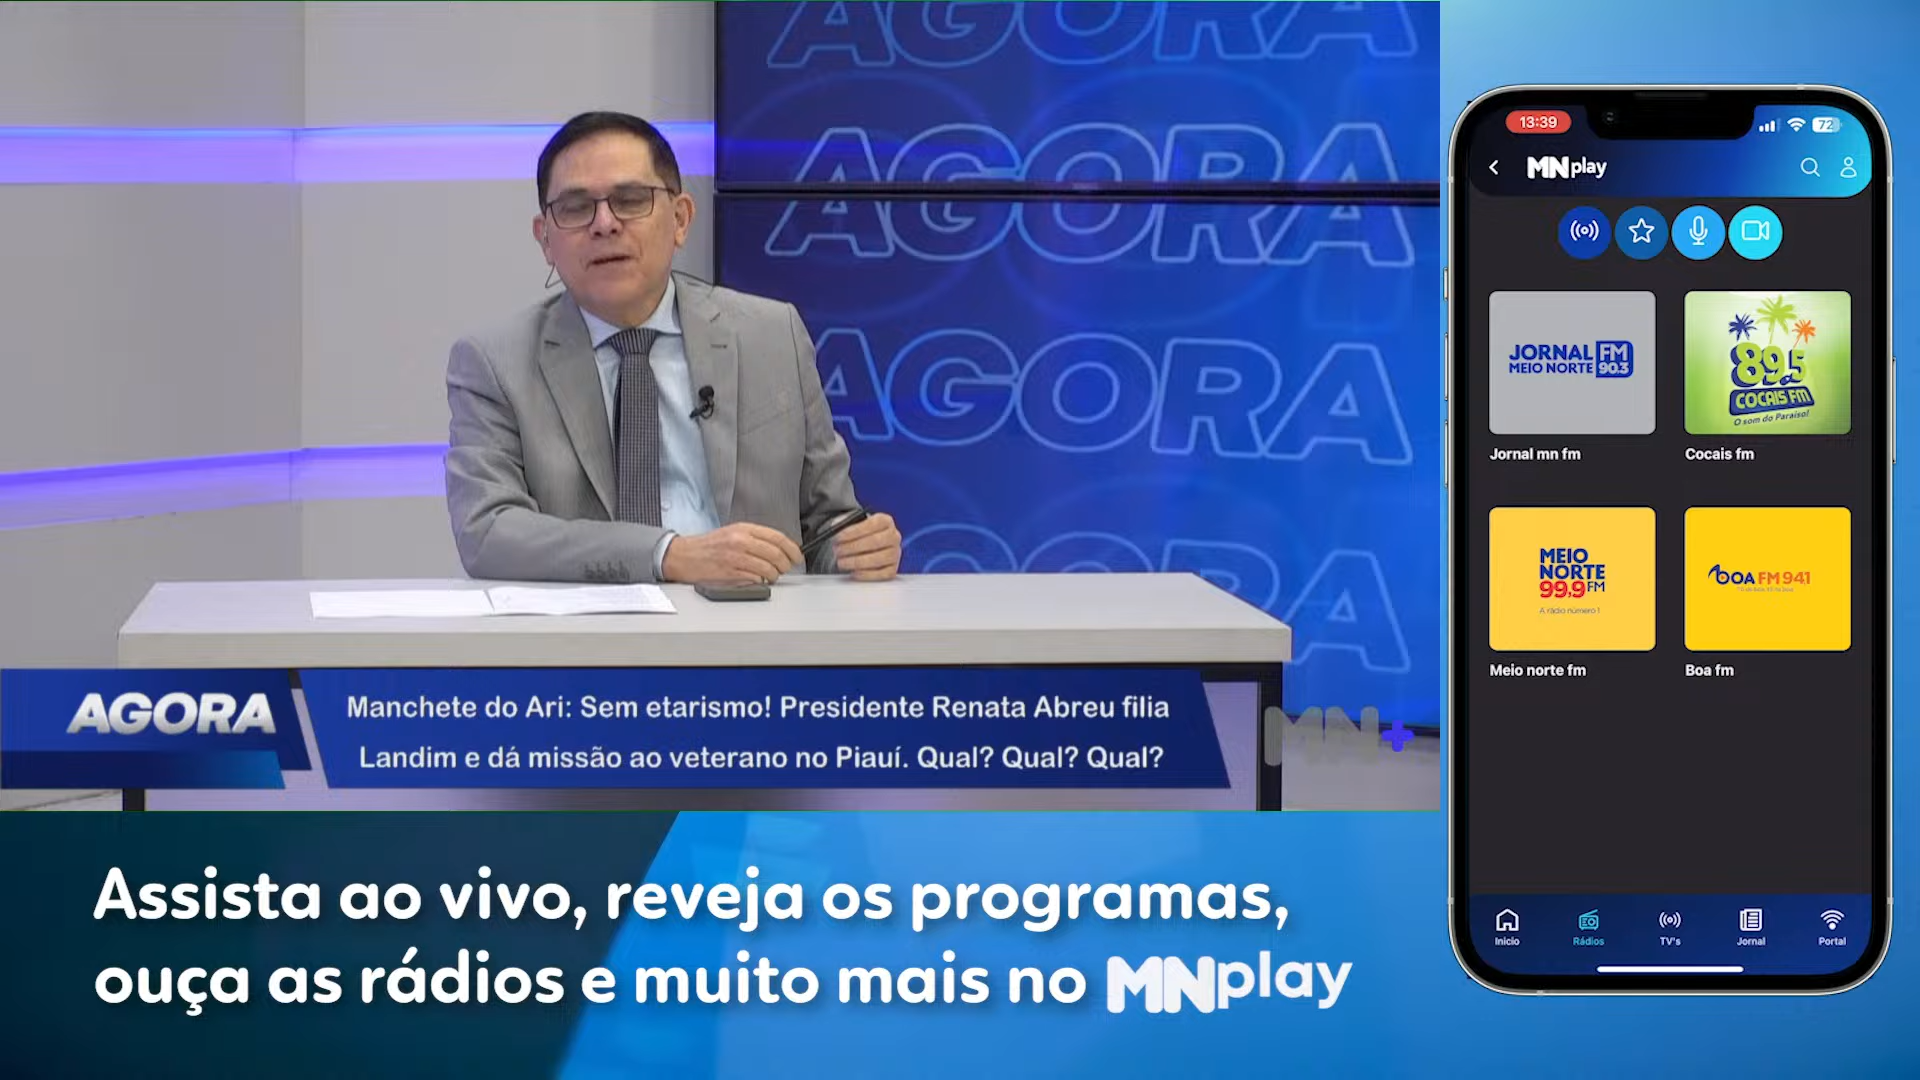 AGORA
AGORA
AGORA
AGORA
AGORA
13:39
72
MNplay
JORNAL FM
MEIO NORTE 90.3
Jornal mn fm
89,5
COCAIS FM
O som do Paraíso!
Cocais fm
MEIO
NORTE
99,9 FM
A rádio número 1
Meio norte fm
BOA FM 94.1
Boa fm
Inicio
Rádios
TV's
Jornal
Portal
AGORA
Manchete do Ari: Sem etarismo! Presidente Renata Abreu filia
Landim e dá missão ao veterano no Piauí. Qual? Qual? Qual?
MN+
Assista ao vivo, reveja os programas,
ouça as rádios e muito mais no MNplay